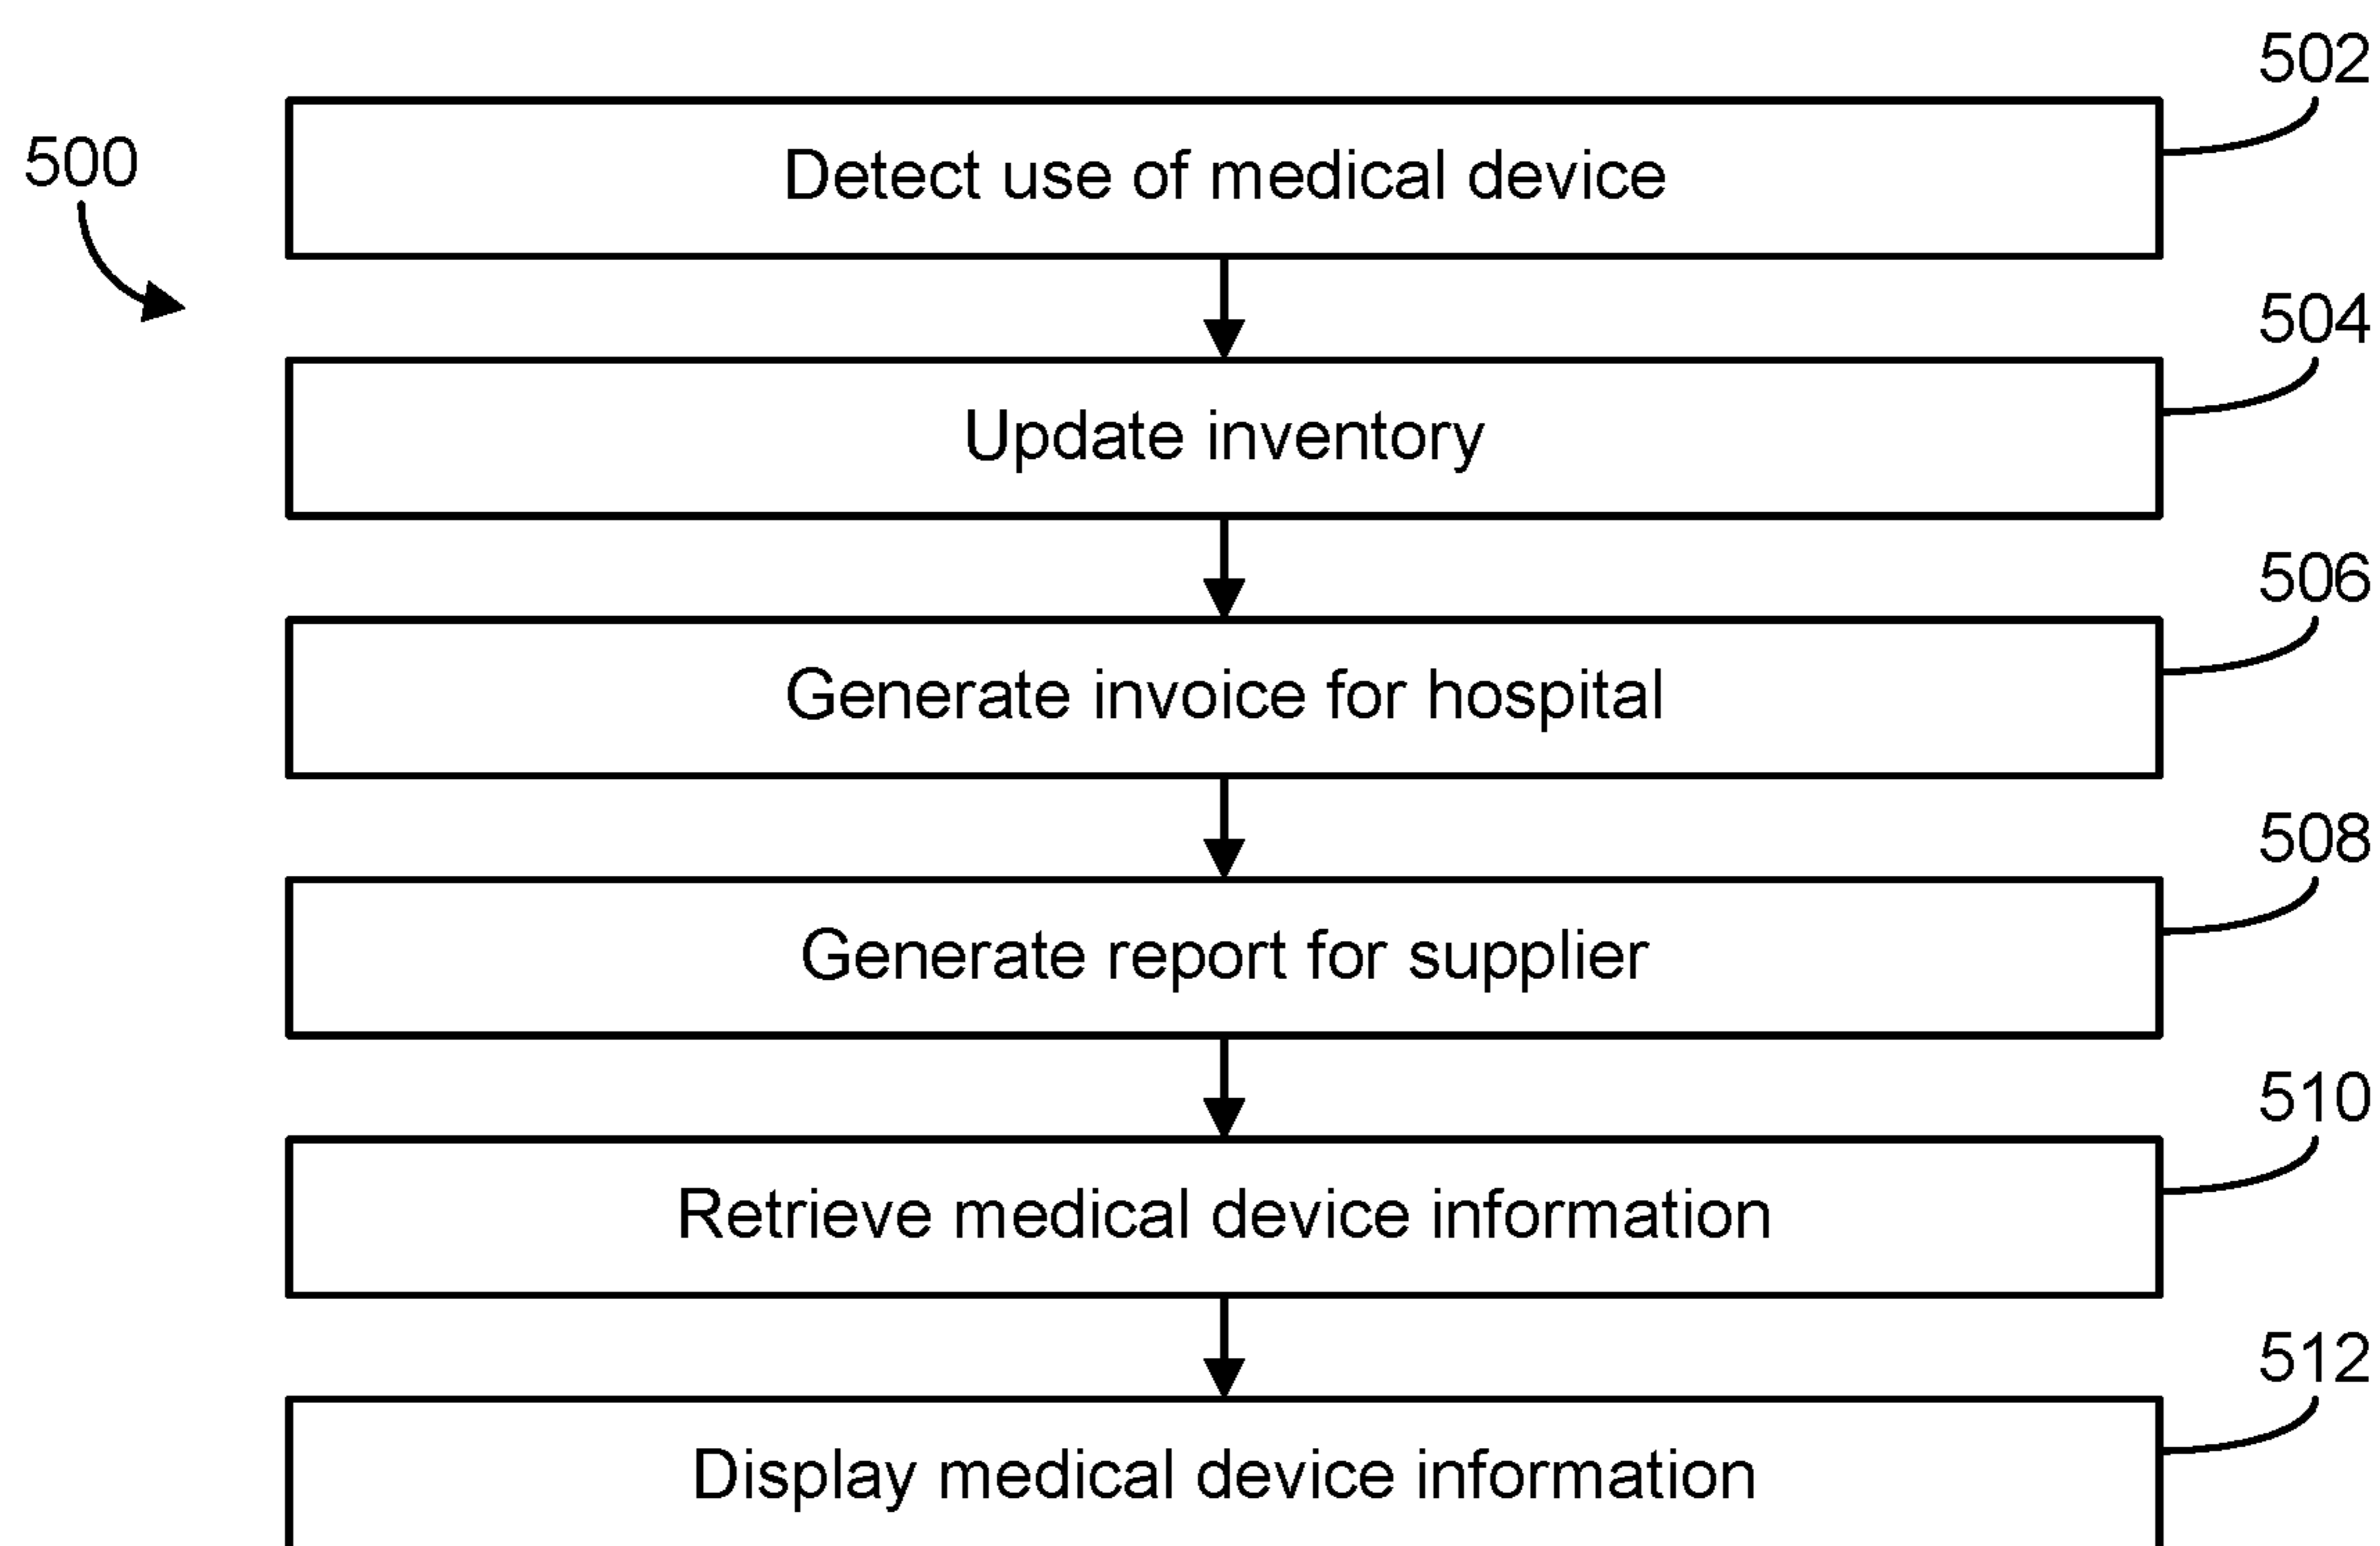 502
500
Detect use of medical device
504
Update inventory
506
Generate invoice for hospital
508
Generate report for supplier
510
Retrieve medical device information
512
Display medical device information